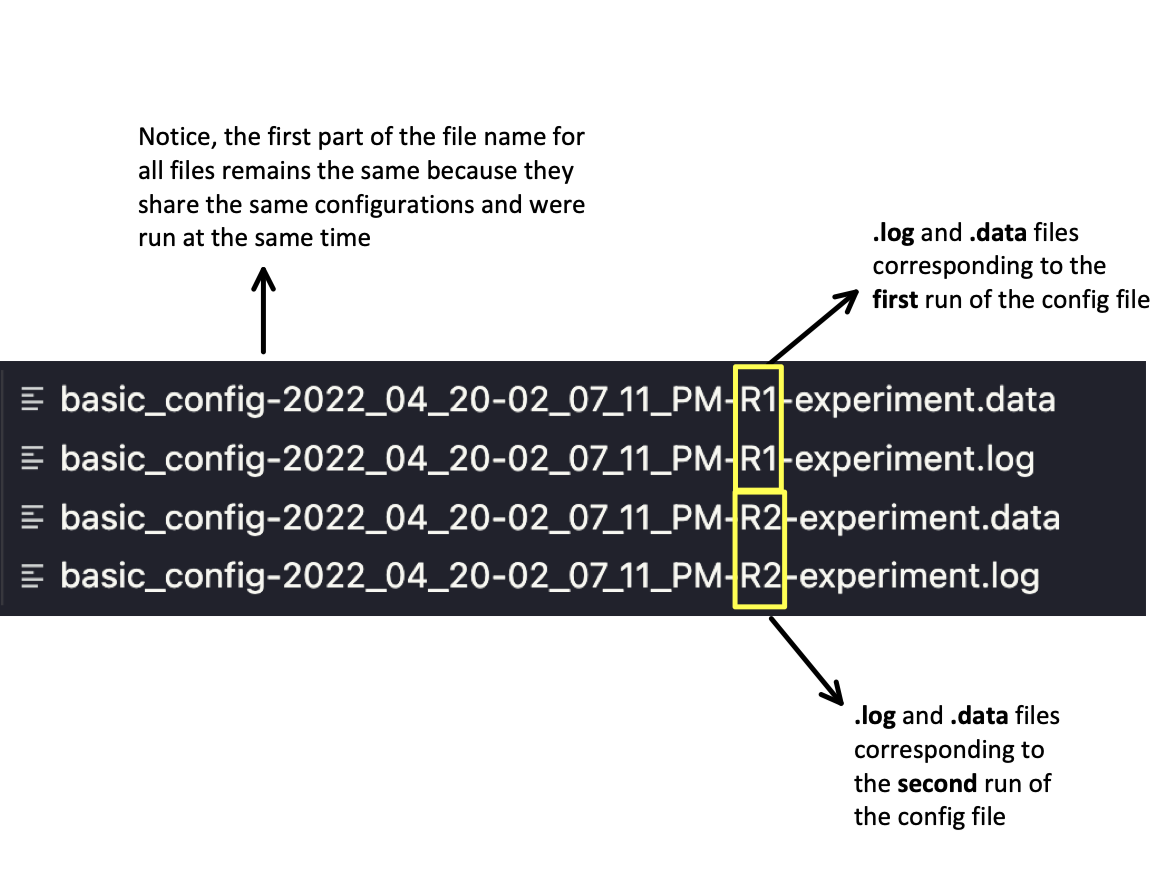 Notice, the first part of the file name for
all files remains the same because they
share the same configurations and were
run at the same time
.log and .data files
corresponding to the
first run of the config file
basic_config-2022_04_20-02_07_11_PM-R1-experiment.data
basic_config-2022_04_20-02_07_11_PM-R1-experiment.log
basic_config-2022_04_20-02_07_11_PM-R2-experiment.data
basic_config-2022_04_20-02_07_11_PM-R2-experiment.log
.log and .data files
corresponding to
the second run of
the config file